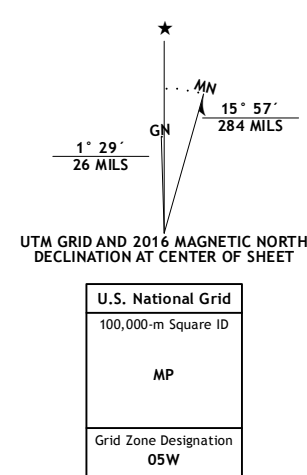 ★
MN
15° 57´
284 MILS
GN
1° 29´
26 MILS
UTM GRID AND 2016 MAGNETIC NORTH
DECLINATION AT CENTER OF SHEET
U.S. National Grid
100,000-m Square ID
MP
Grid Zone Designation
05W